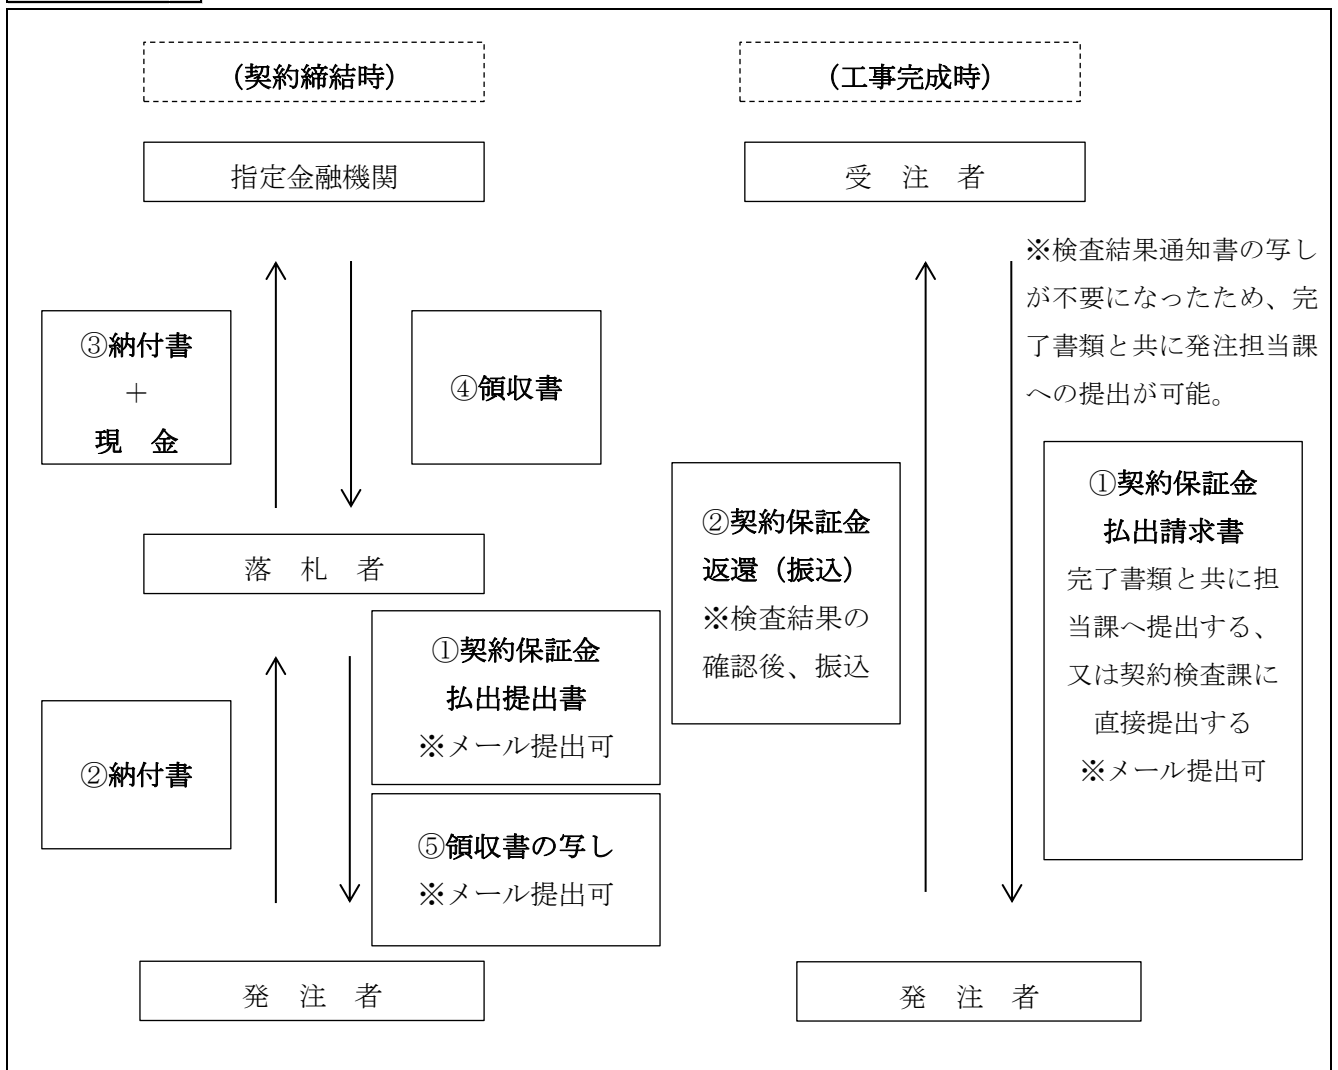 （契約締結時）
指定金融機関
③納付書
＋
現　金
④領収書
落　札　者
①契約保証金
払出提出書
※メール提出可
②納付書
⑤領収書の写し
※メール提出可
発　注　者
（工事完成時）
受　注　者
※検査結果通知書の写し
が不要になったため、完
了書類と共に発注担当課
への提出が可能。
②契約保証金
返還（振込）
※検査結果の
確認後、振込
①契約保証金
払出請求書
完了書類と共に担
当課へ提出する、
又は契約検査課に
直接提出する
※メール提出可
発　注　者